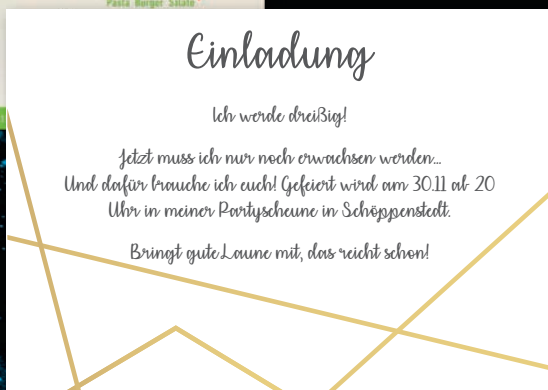 Pasta Burger Salate
Einladung
Ich werde dreißig!
Jetzt muss ich nur noch erwachsen werden...
Und dafür brauche ich euch! Gefeiert wird am 30.11 ab 20
Uhr in meiner Partyscheune in Schöppenstedt.
Bringt gute Laune mit, das reicht schon!